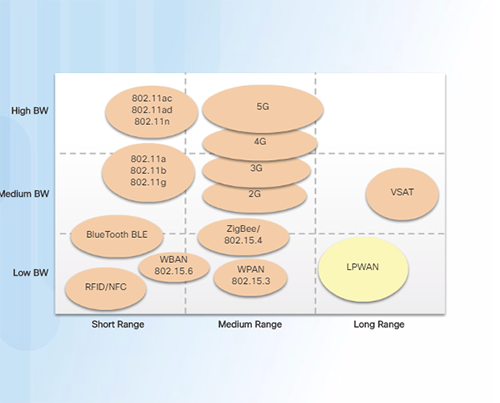 High BW
802.11ac
802.11ad
802.11n
5G
4G
Medium BW
802.11a
802.11b
802.11g
3G
2G
VSAT
Low BW
BlueTooth BLE
ZigBee/
802.15.4
WBAN
802.15.6
WPAN
802.15.3
LPWAN
RFID/NFC
Short Range
Medium Range
Long Range